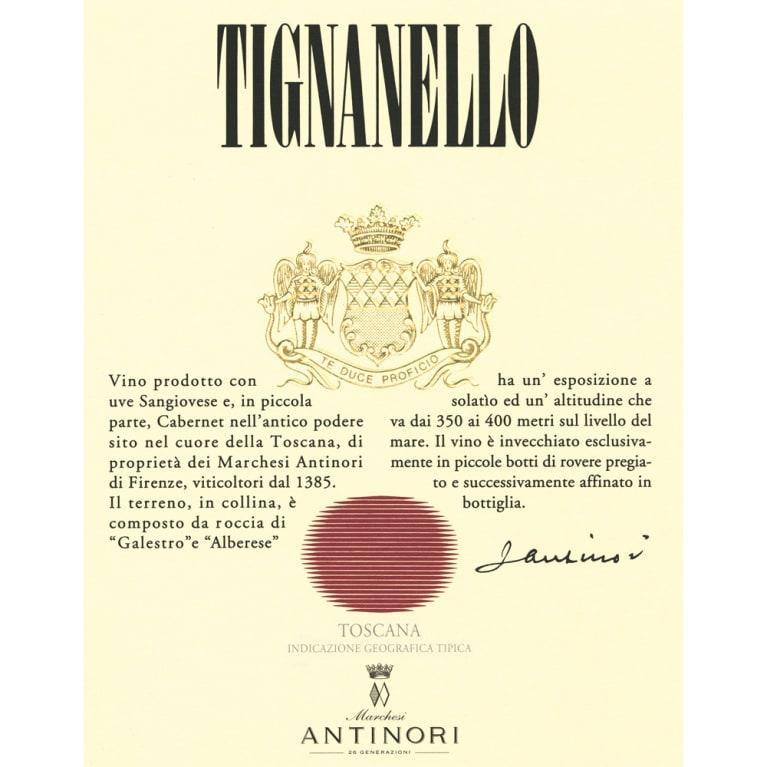 TIGNANELLO
TE DUCE PROFICIO
Vino prodotto con
uve Sangiovese e, in piccola
parte, Cabernet nell'antico podere
sito nel cuore della Toscana, di
proprietà dei Marchesi Antinori
di Firenze, viticoltori dal 1385.
Il terreno, in collina, è
composto da roccia di
“Galestro”e “Alberese”
ha un’ esposizione a
solatìo ed un’ altitudine che
va dai 350 ai 400 metri sul livello del
mare. Il vino è invecchiato esclusiva-
mente in piccole botti di rovere pregia-
to e successivamente affinato in
bottiglia.
Jantinori
TOSCANA
INDICAZIONE GEOGRAFICA TIPICA
Marchesi
ANTINORI
26 GENERAZIONI